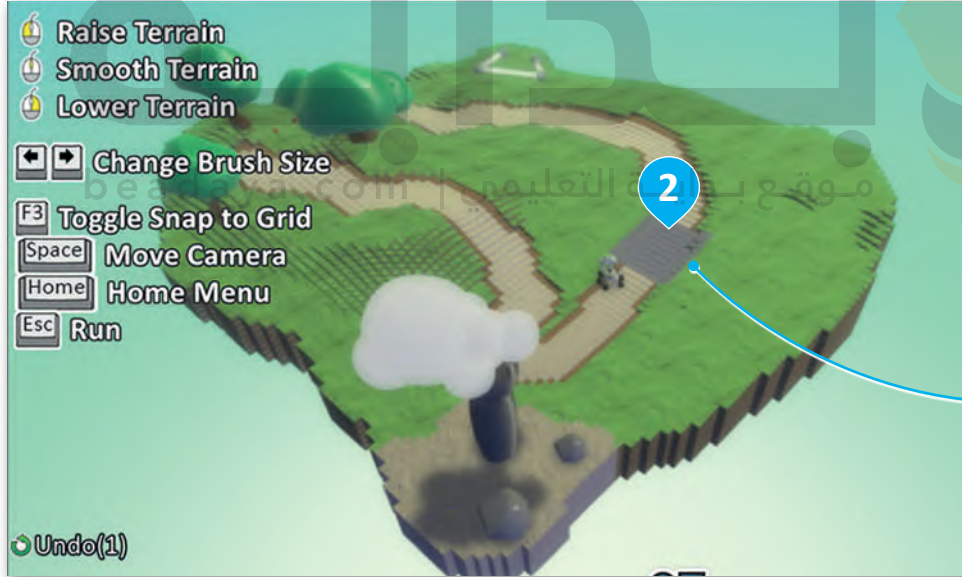 Raise Terrain
Smooth Terrain
Lower Terrain
Change Brush Size
F3 Toggle Snap to Grid
Space Move Camera
Home Home Menu
Esc Run
2
بداية
beadaya.com | موقع بداية التعليمي
Undo(1)